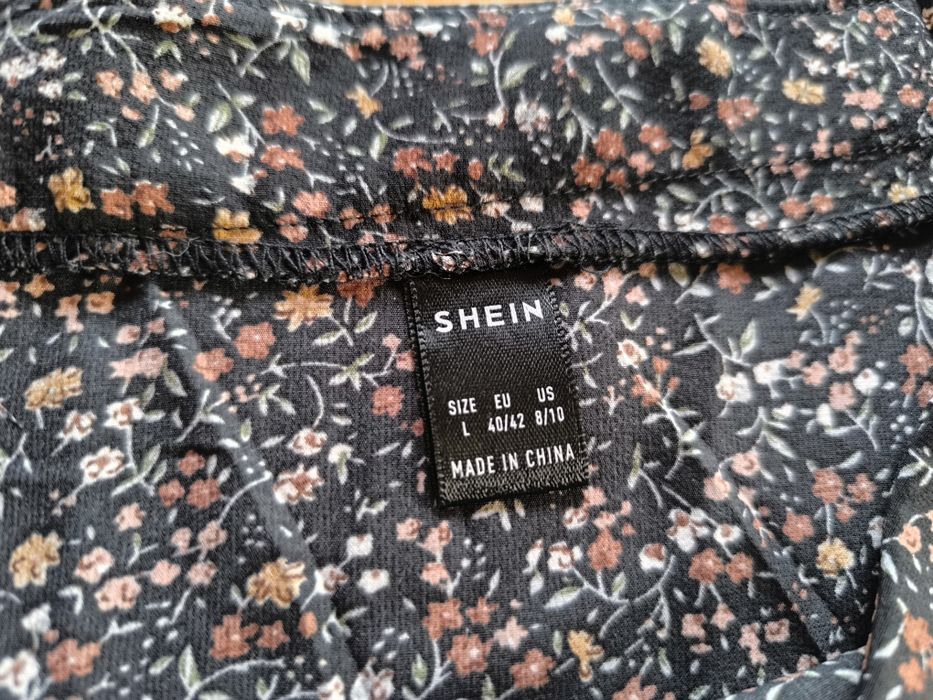 SHEIN
SIZE EU US
L 40/42 8/10
MADE IN CHINA